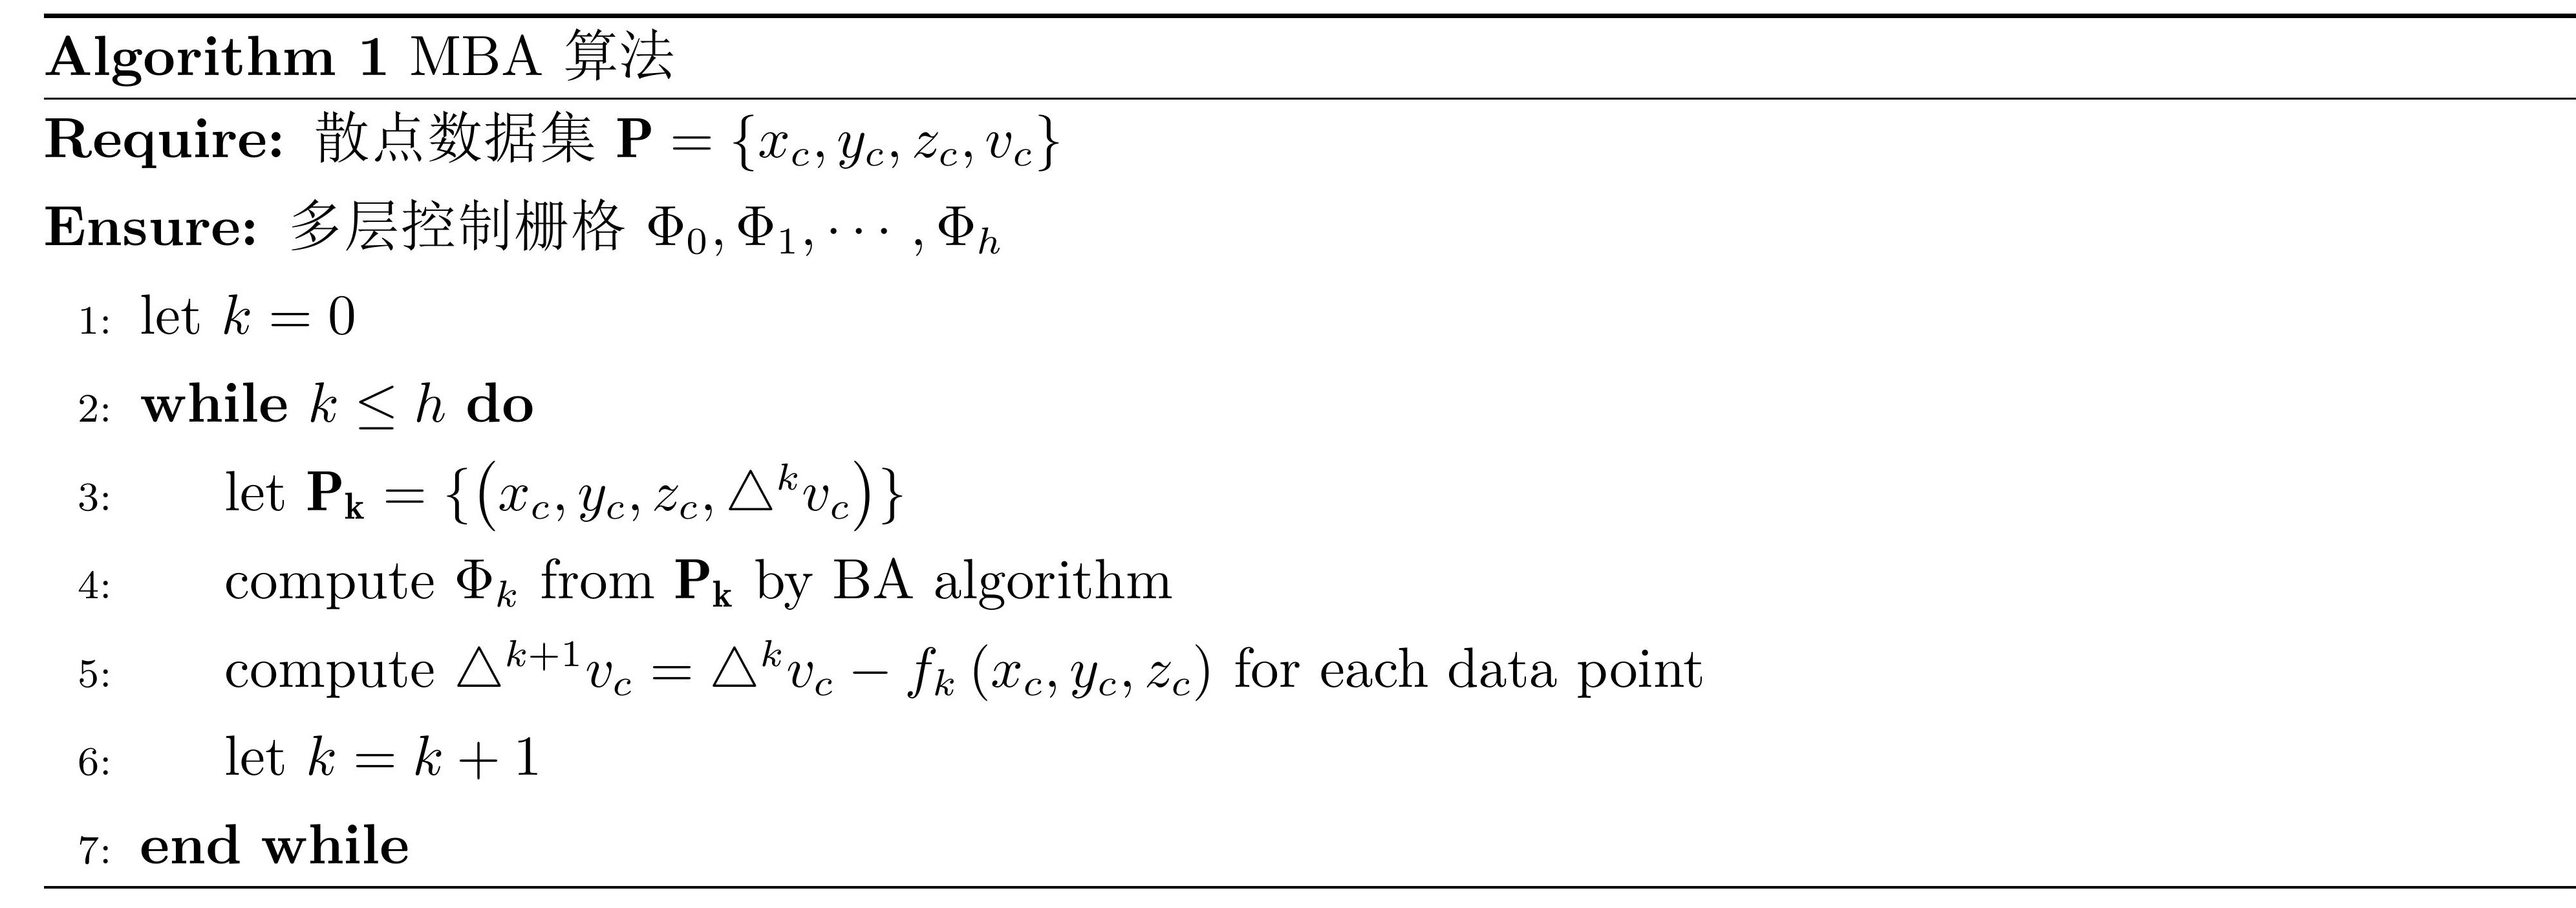 Algorithm 1 MBA 算法
Require: 散点数据集 P = {x_c, y_c, z_c, v_c}
Ensure: 多层控制栅格 Φ_0, Φ_1, ⋯ , Φ_h
1: let k = 0
2: while k ≤ h do
3: let P_k = {(x_c, y_c, z_c, △^k v_c)}
4: compute Φ_k from P_k by BA algorithm
5: compute △^{k+1} v_c = △^k v_c − f_k (x_c, y_c, z_c) for each data point
6: let k = k + 1
7: end while